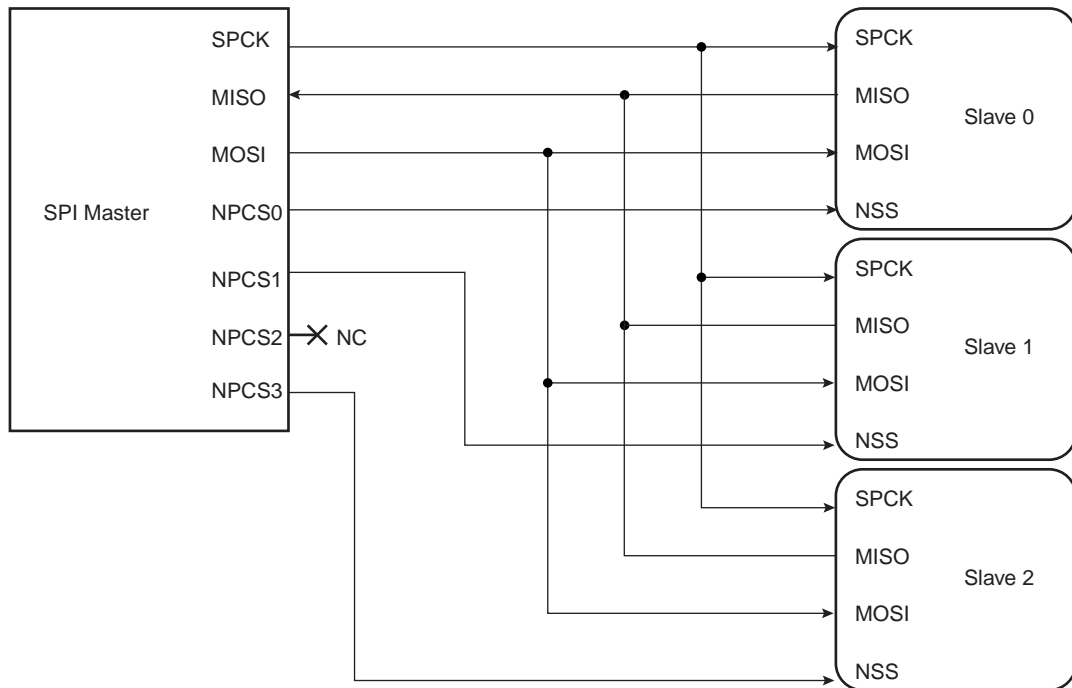 SPCK
MISO
MOSI
SPI Master
NPCS0
NPCS1
NPCS2
NC
NPCS3
SPCK
MISO
Slave 0
MOSI
NSS
SPCK
MISO
Slave 1
MOSI
NSS
SPCK
MISO
Slave 2
MOSI
NSS